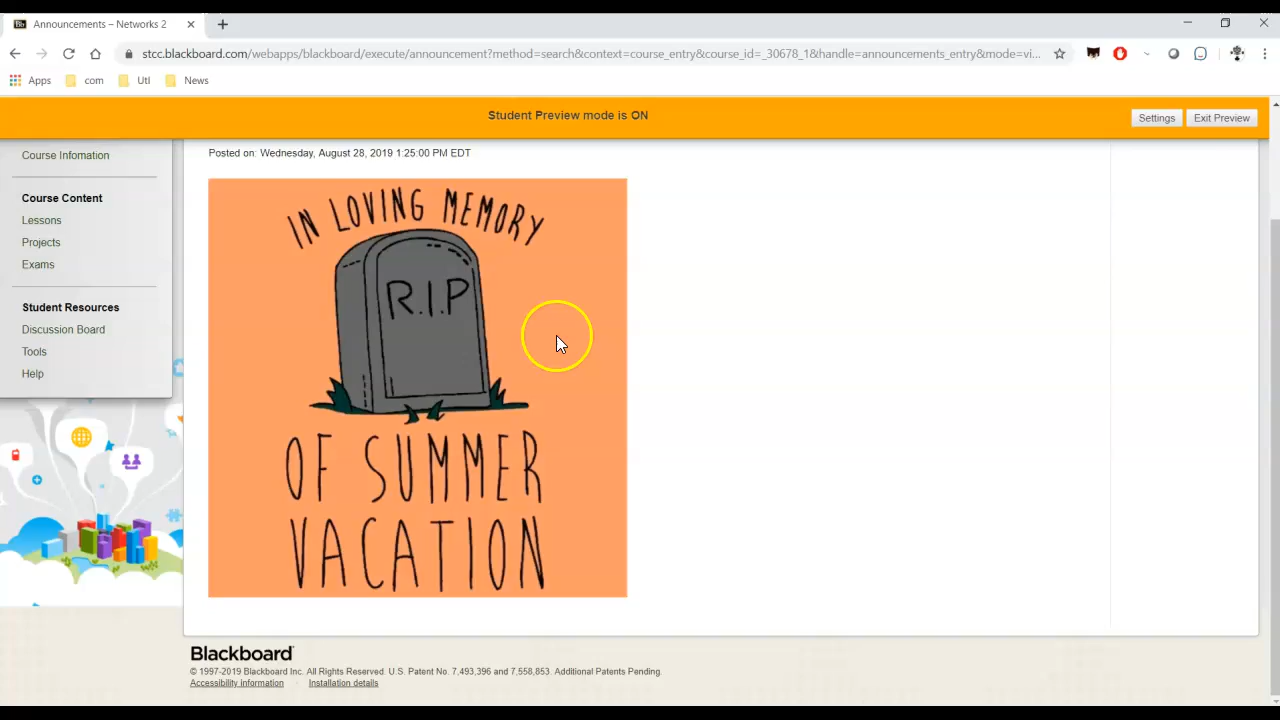 Announcements – Networks 2
stcc.blackboard.com/webapps/blackboard/execute/announcement?method=search&context=course_entry&course_id=_30678_1&handle=announcements_entry&mode=vi...
Apps com Utl News
Student Preview mode is ON
Settings Exit Preview
Course Infomation
Course Content
Lessons
Projects
Exams
Student Resources
Discussion Board
Tools
Help
Posted on: Wednesday, August 28, 2019 1:25:00 PM EDT
IN LOVING MEMORY
R.I.P
OF SUMMER
VACATION
Blackboard
© 1997-2019 Blackboard Inc. All Rights Reserved. U.S. Patent No. 7,493,396 and 7,558,853. Additional Patents Pending.
Accessibility information Installation details